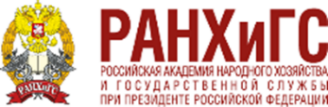 РАНХиГС
РОССИЙСКАЯ АКАДЕМИЯ НАРОДНОГО ХОЗЯЙСТВА
И ГОСУДАРСТВЕННОЙ СЛУЖБЫ
ПРИ ПРЕЗИДЕНТЕ РОССИЙСКОЙ ФЕДЕРАЦИИ